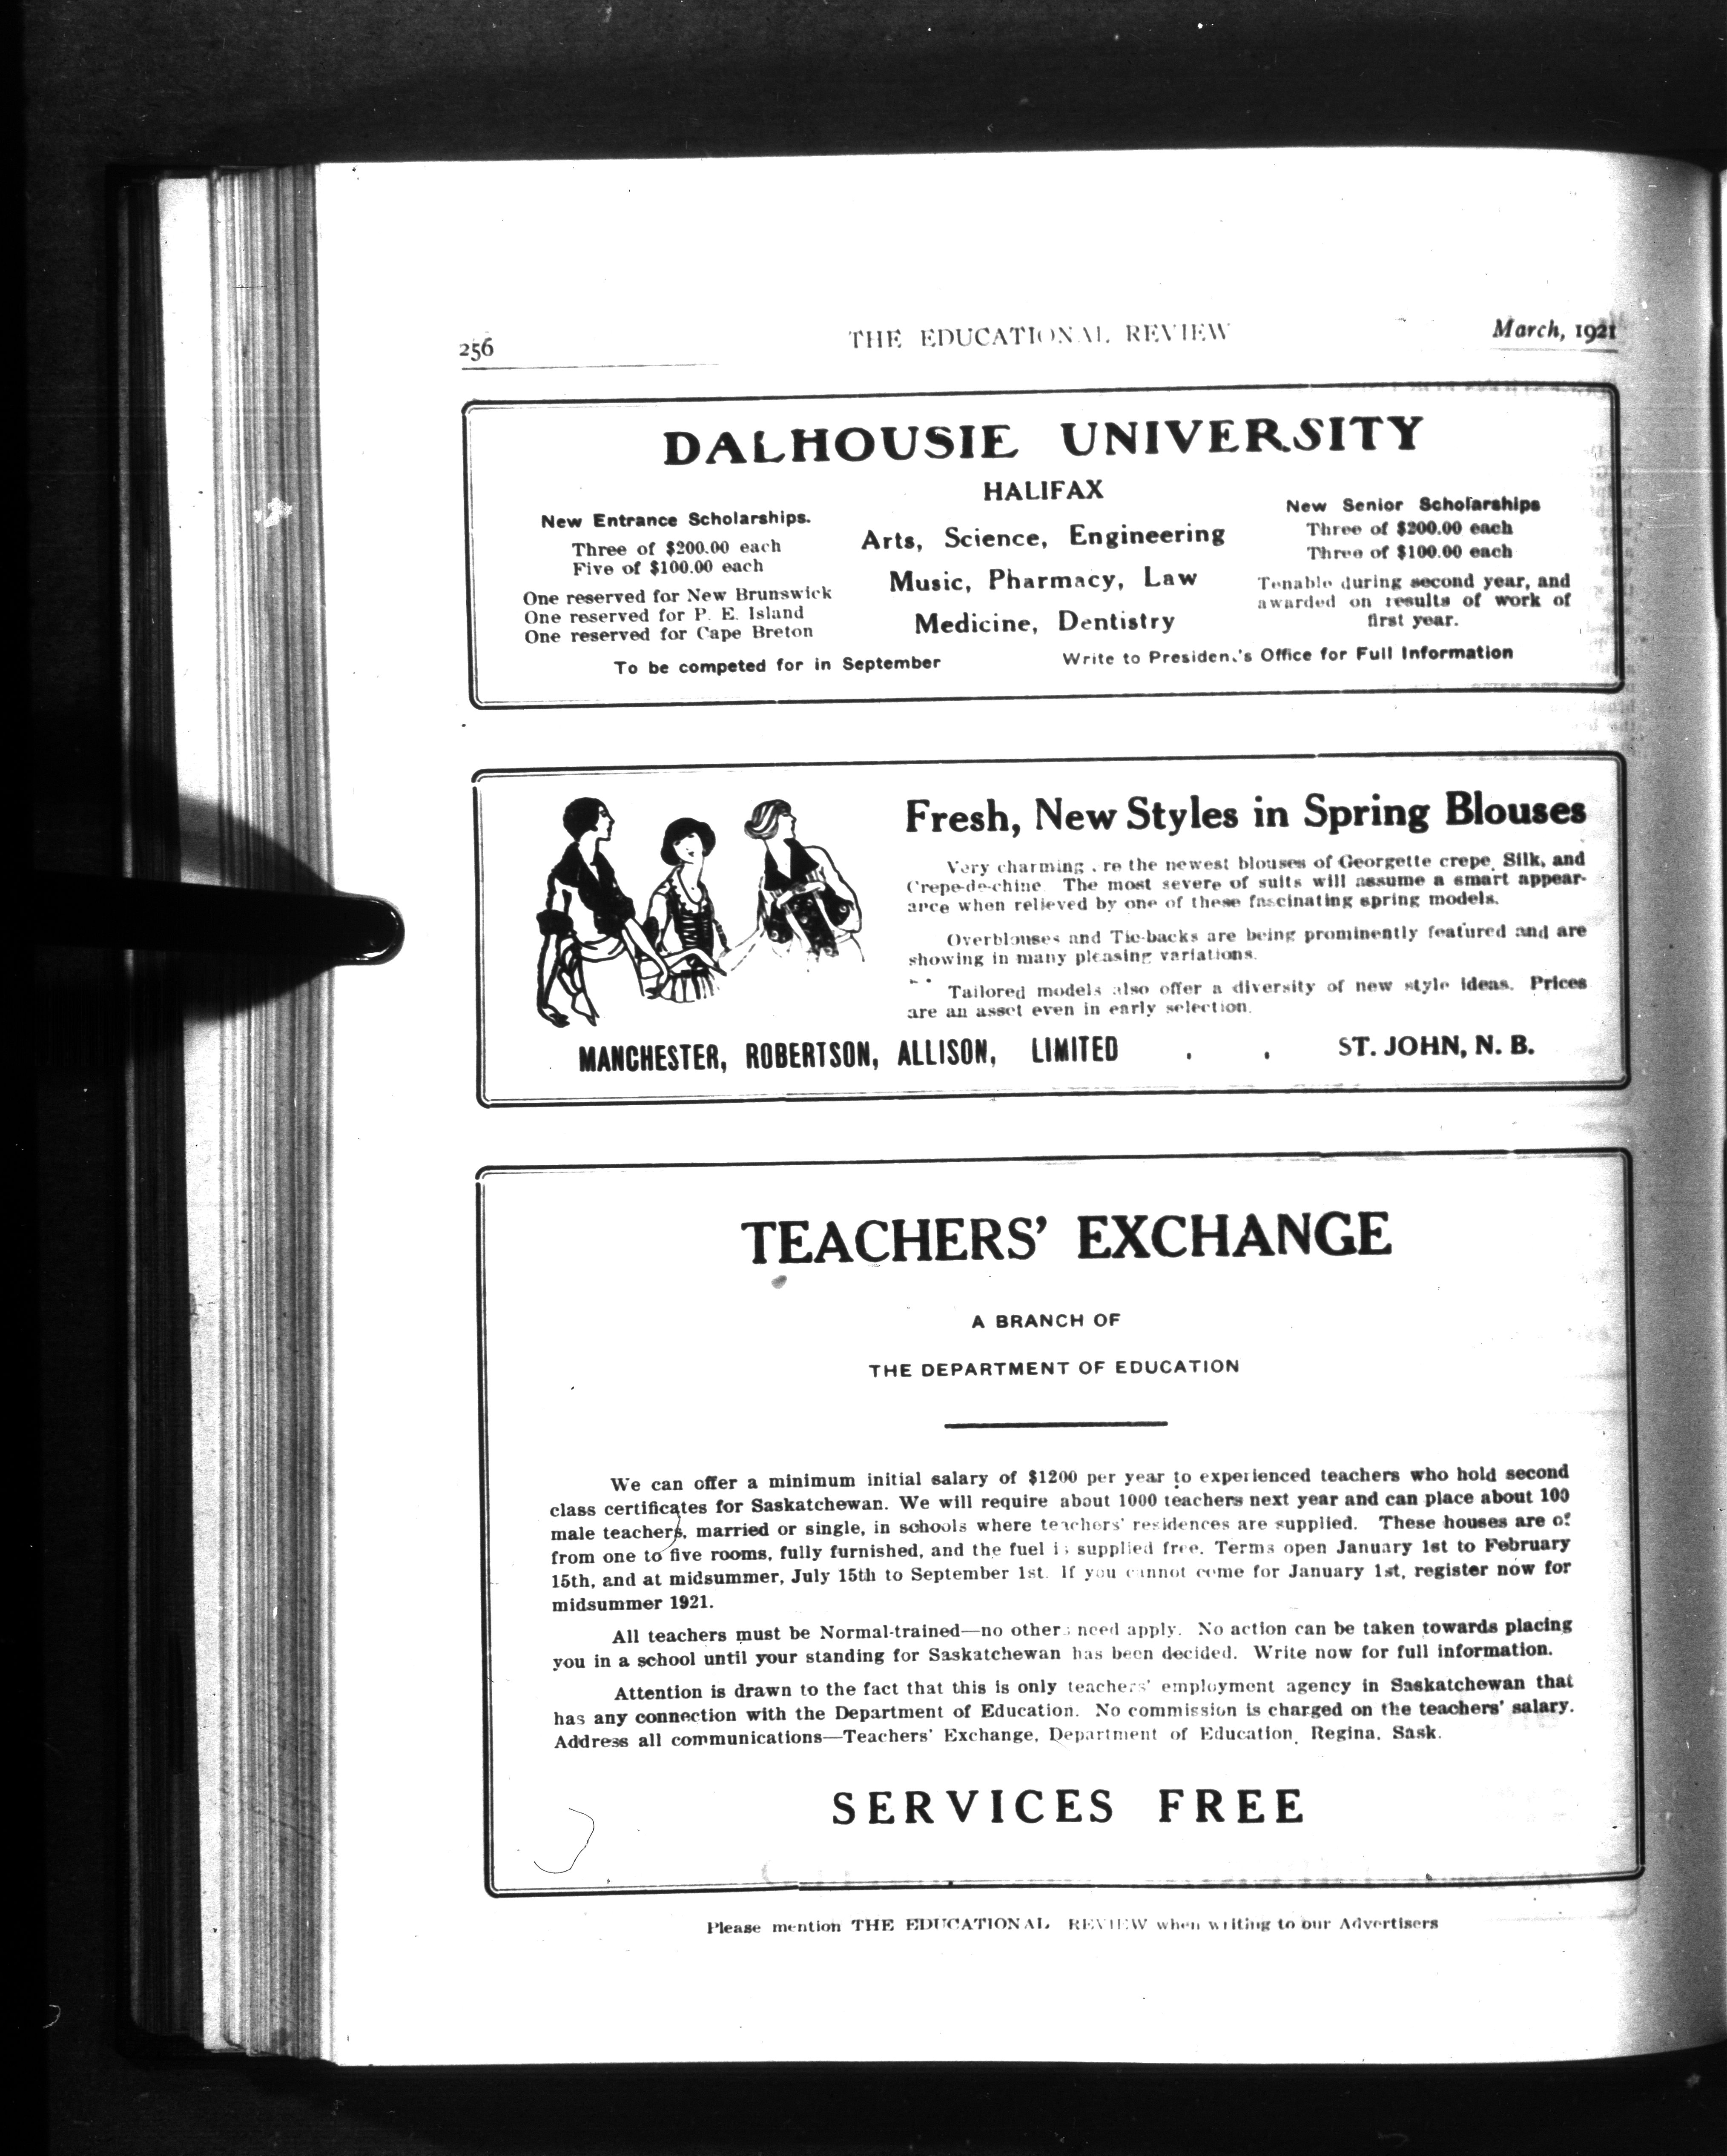 256
THE EDUCATIONAL REVIEW
March, 1921
DALHOUSIE UNIVERSITY
HALIFAX
New Entrance Scholarships.
Three of $200.00 each
Five of $100.00 each
One reserved for New Brunswick
One reserved for P. E. Island
One reserved for Cape Breton
Arts, Science, Engineering
Music, Pharmacy, Law
Medicine, Dentistry
New Senior Scholarships
Three of $200.00 each
Three of $100.00 each
Tenable during second year, and
awarded on results of work of
first year.
To be competed for in September
Write to President's Office for Full Information
Fresh, New Styles in Spring Blouses
Very charming are the newest blouses of Georgette crepe, Silk, and
Crepe-de-chine. The most severe of suits will assume a smart appear-
ance when relieved by one of these fascinating spring models.
Overblouses and Tie-backs are being prominently featured and are
showing in many pleasing variations.
Tailored models also offer a diversity of new style ideas. Prices
are an asset even in early selection.
MANCHESTER, ROBERTSON, ALLISON, LIMITED . . ST. JOHN, N. B.
TEACHERS' EXCHANGE
A BRANCH OF
THE DEPARTMENT OF EDUCATION
We can offer a minimum initial salary of $1200 per year to experienced teachers who hold second
class certificates for Saskatchewan. We will require about 1000 teachers next year and can place about 100
male teachers, married or single, in schools where teachers' residences are supplied. These houses are of
from one to five rooms, fully furnished, and the fuel is supplied free. Terms open January 1st to February
15th, and at midsummer, July 15th to September 1st. If you cannot come for January 1st, register now for
midsummer 1921.
All teachers must be Normal-trained—no others need apply. No action can be taken towards placing
you in a school until your standing for Saskatchewan has been decided. Write now for full information.
Attention is drawn to the fact that this is only teachers' employment agency in Saskatchewan that
has any connection with the Department of Education. No commission is charged on the teachers' salary.
Address all communications—Teachers' Exchange, Department of Education, Regina, Sask.
SERVICES FREE
Please mention THE EDUCATIONAL REVIEW when writing to our Advertisers